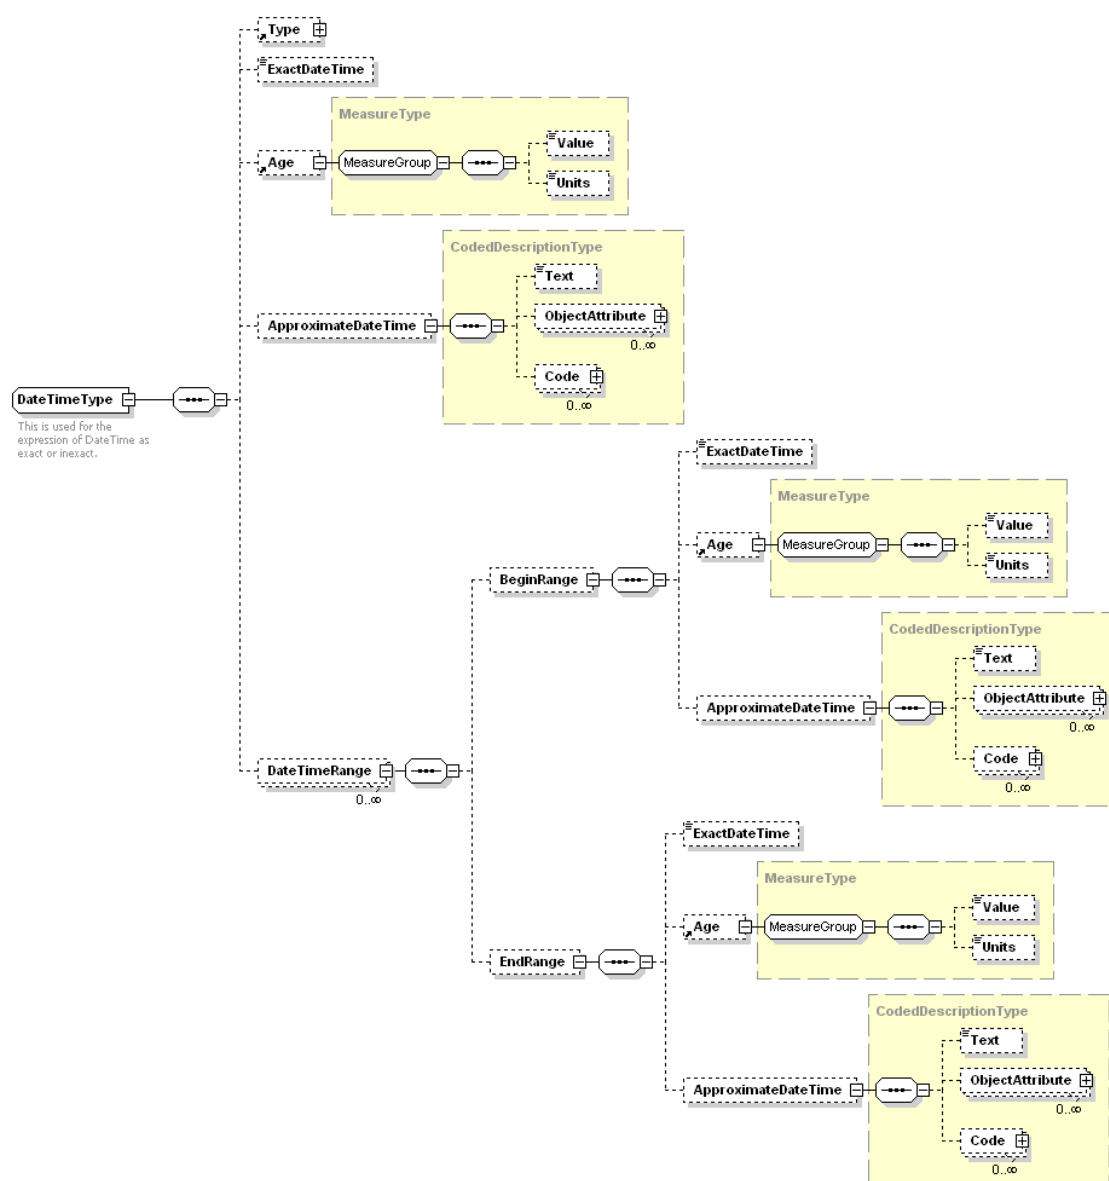 Type
ExactDateTime
MeasureType
Age
MeasureGroup
Value
Units
CodedDescriptionType
Text
ObjectAttribute
0..∞
ApproximateDateTime
Code
0..∞
DateTimeType
This is used for the
expression of DateTime as
exact or inexact.
ExactDateTime
MeasureType
Age
MeasureGroup
Value
Units
BeginRange
CodedDescriptionType
Text
ObjectAttribute
0..∞
ApproximateDateTime
Code
0..∞
DateTimeRange
0..∞
ExactDateTime
MeasureType
Age
MeasureGroup
Value
Units
EndRange
CodedDescriptionType
Text
ObjectAttribute
0..∞
ApproximateDateTime
Code
0..∞